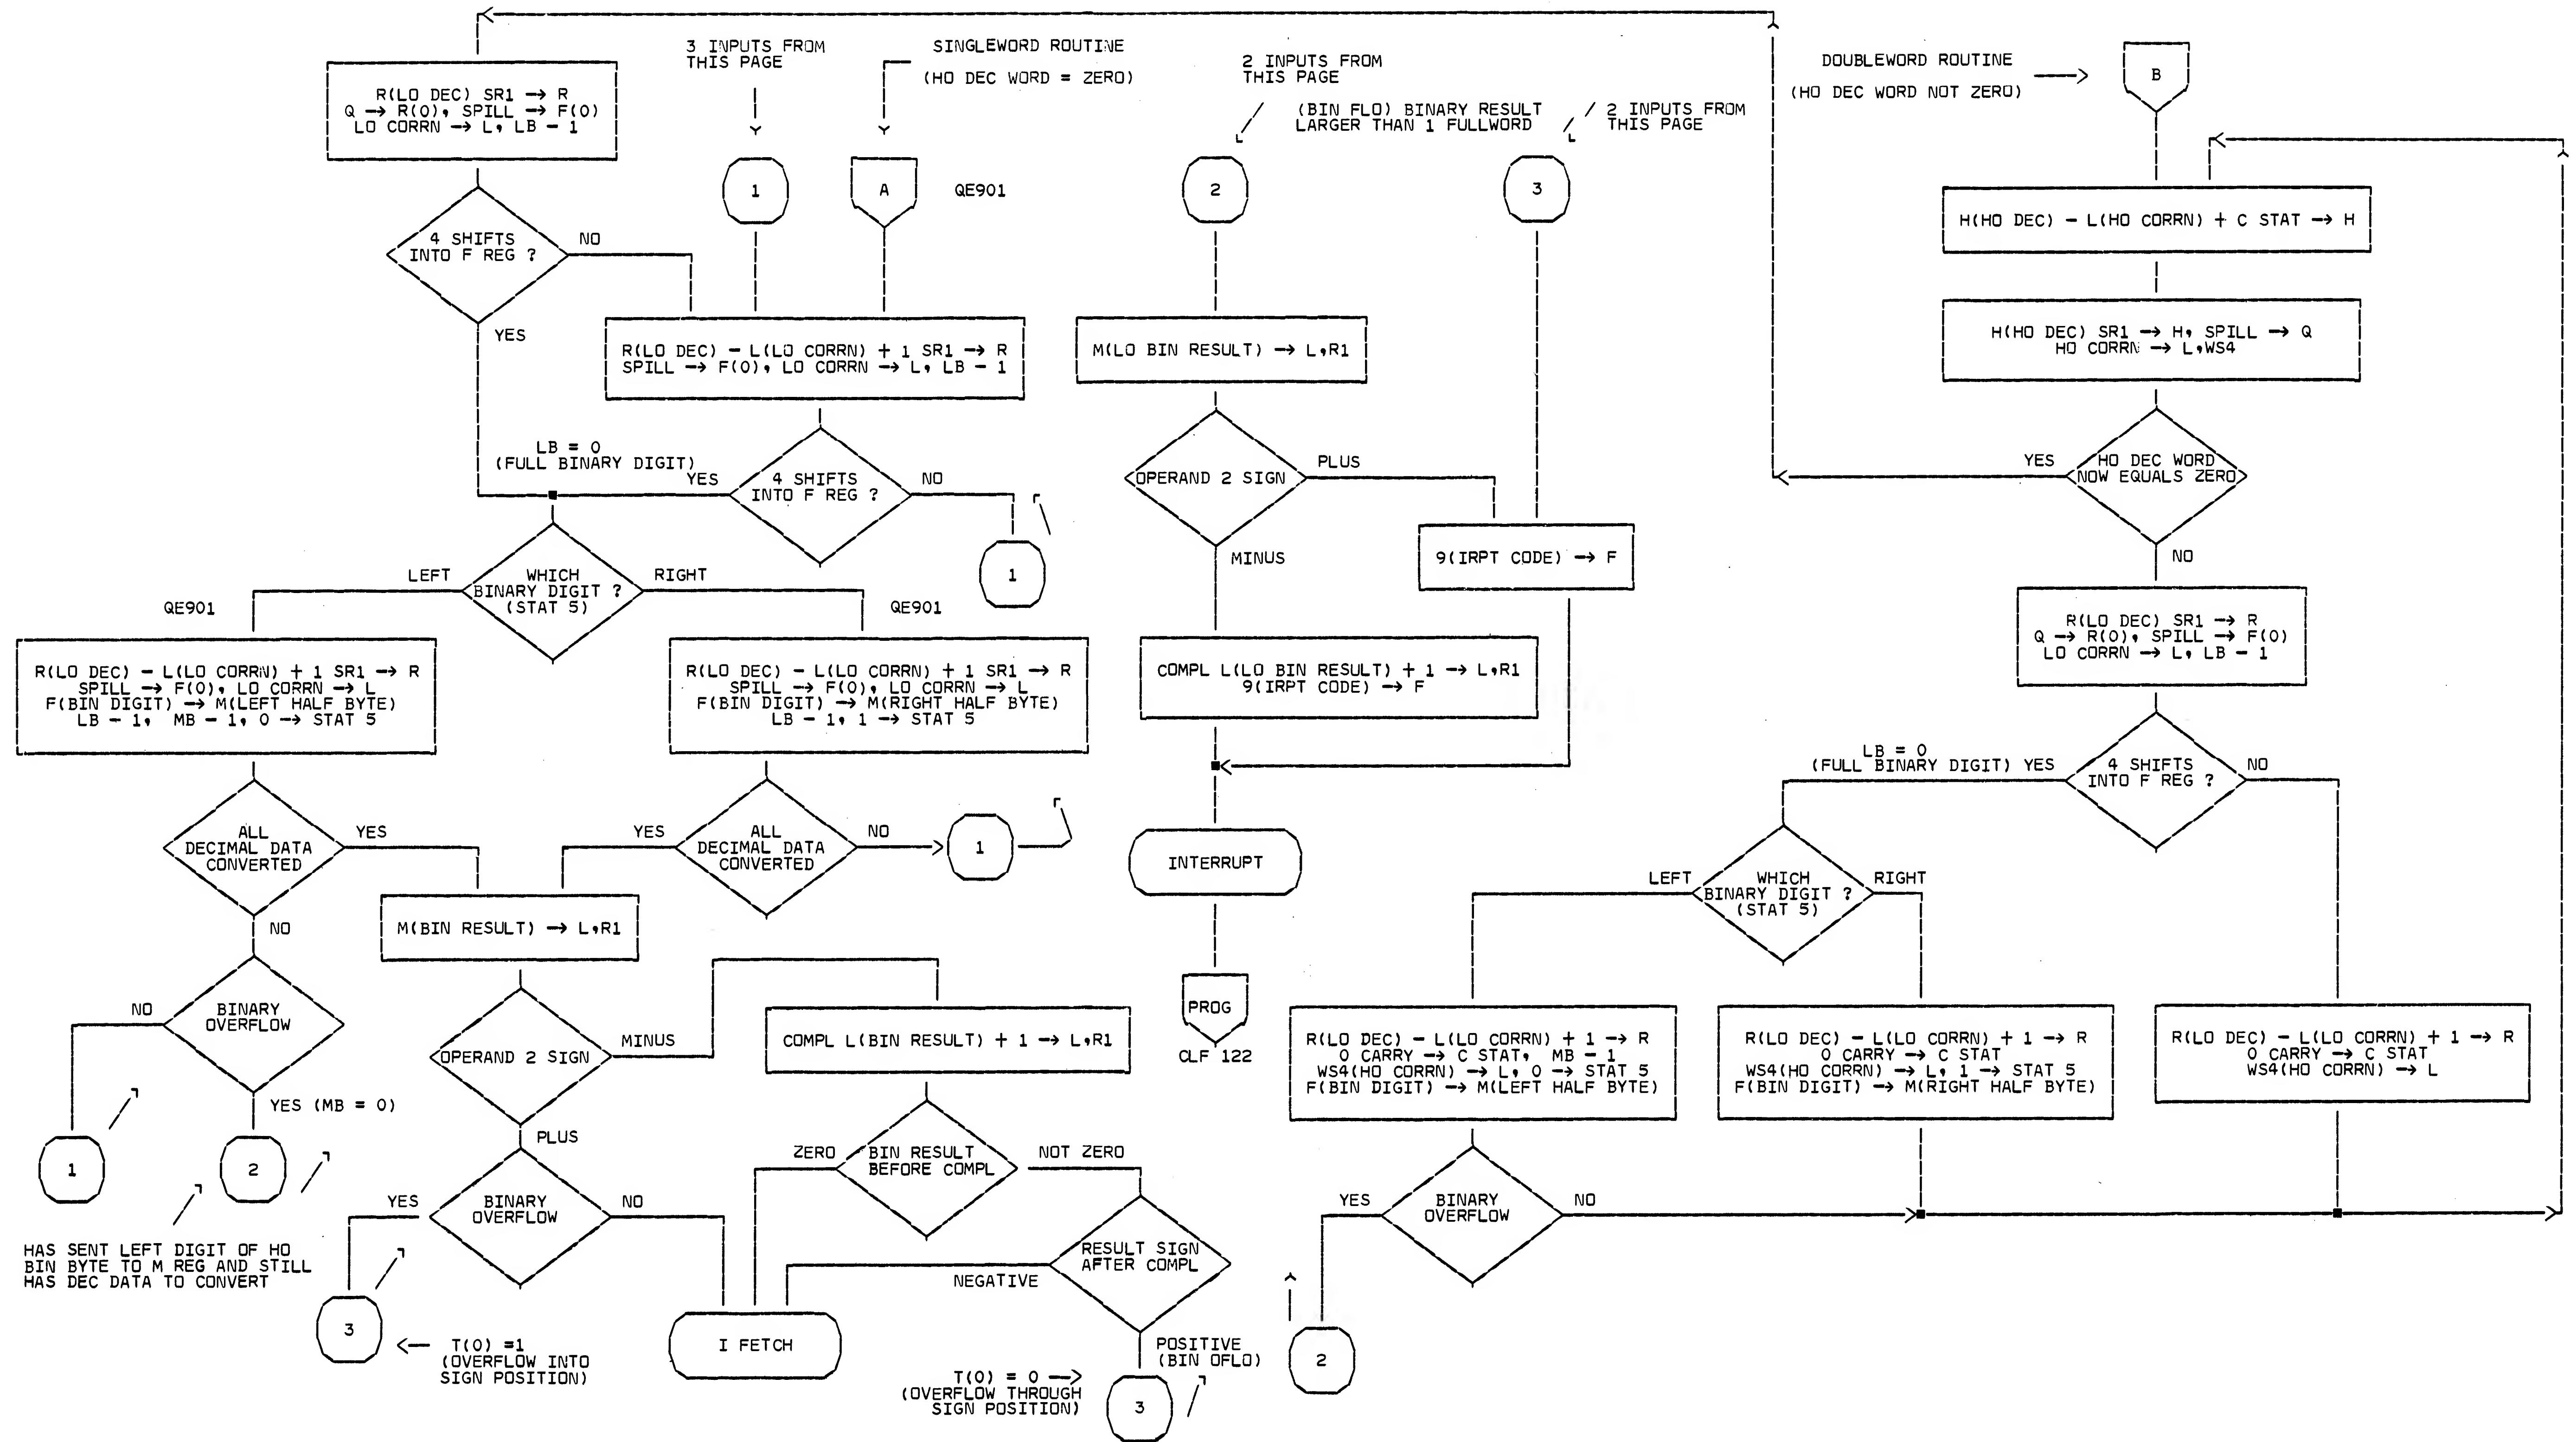 3 INPUTS FROM
THIS PAGE
SINGLEWORD ROUTINE
(HO DEC WORD = ZERO)
2 INPUTS FROM
THIS PAGE
(BIN FLO) BINARY RESULT
LARGER THAN 1 FULLWORD
2 INPUTS FROM
THIS PAGE
DOUBLEWORD ROUTINE
(HO DEC WORD NOT ZERO)
B
R(LO DEC) SR1 → R
Q → R(0), SPILL → F(0)
LO CORRN → L, LB - 1
1
A
QE901
2
3
H(HO DEC) - L(HO CORRN) + C STAT → H
4 SHIFTS
INTO F REG ?
NO
YES
R(LO DEC) - L(LO CORRN) + 1 SR1 → R
SPILL → F(0), LO CORRN → L, LB - 1
M(LO BIN RESULT) → L,R1
H(HO DEC) SR1 → H, SPILL → Q
HO CORRN → L,WS4
LB = 0
(FULL BINARY DIGIT)
YES
4 SHIFTS
INTO F REG ?
NO
1
OPERAND 2 SIGN
PLUS
MINUS
9(IRPT CODE) → F
YES
HO DEC WORD
NOW EQUALS ZERO
NO
LEFT
WHICH
BINARY DIGIT ?
(STAT 5)
RIGHT
QE901
QE901
R(LO DEC) SR1 → R
Q → R(0), SPILL → F(0)
LO CORRN → L, LB - 1
R(LO DEC) - L(LO CORRN) + 1 SR1 → R
SPILL → F(0), LO CORRN → L
F(BIN DIGIT) → M(LEFT HALF BYTE)
LB - 1, MB - 1, 0 → STAT 5
R(LO DEC) - L(LO CORRN) + 1 SR1 → R
SPILL → F(0), LO CORRN → L
F(BIN DIGIT) → M(RIGHT HALF BYTE)
LB - 1, 1 → STAT 5
COMPL L(LO BIN RESULT) + 1 → L,R1
9(IRPT CODE) → F
LB = 0
(FULL BINARY DIGIT) YES
4 SHIFTS
INTO F REG ?
NO
ALL
DECIMAL DATA
CONVERTED
YES
NO
YES
ALL
DECIMAL DATA
CONVERTED
NO
1
INTERRUPT
LEFT
WHICH
BINARY DIGIT ?
(STAT 5)
RIGHT
M(BIN RESULT) → L,R1
NO
BINARY
OVERFLOW
YES (MB = 0)
OPERAND 2 SIGN
MINUS
PLUS
COMPL L(BIN RESULT) + 1 → L,R1
PROG
CLF 122
R(LO DEC) - L(LO CORRN) + 1 → R
0 CARRY → C STAT, MB - 1
WS4(HO CORRN) → L, 0 → STAT 5
F(BIN DIGIT) → M(LEFT HALF BYTE)
R(LO DEC) - L(LO CORRN) + 1 → R
0 CARRY → C STAT
WS4(HO CORRN) → L, 1 → STAT 5
F(BIN DIGIT) → M(RIGHT HALF BYTE)
R(LO DEC) - L(LO CORRN) + 1 → R
0 CARRY → C STAT
WS4(HO CORRN) → L
1
2
ZERO
BIN RESULT
BEFORE COMPL
NOT ZERO
YES
BINARY
OVERFLOW
NO
YES
BINARY
OVERFLOW
NO
HAS SENT LEFT DIGIT OF HO
BIN BYTE TO M REG AND STILL
HAS DEC DATA TO CONVERT
RESULT SIGN
AFTER COMPL
NEGATIVE
3
T(0) =1
(OVERFLOW INTO
SIGN POSITION)
I FETCH
POSITIVE
(BIN OFLO)
T(0) = 0 →
(OVERFLOW THROUGH
SIGN POSITION)
3
2